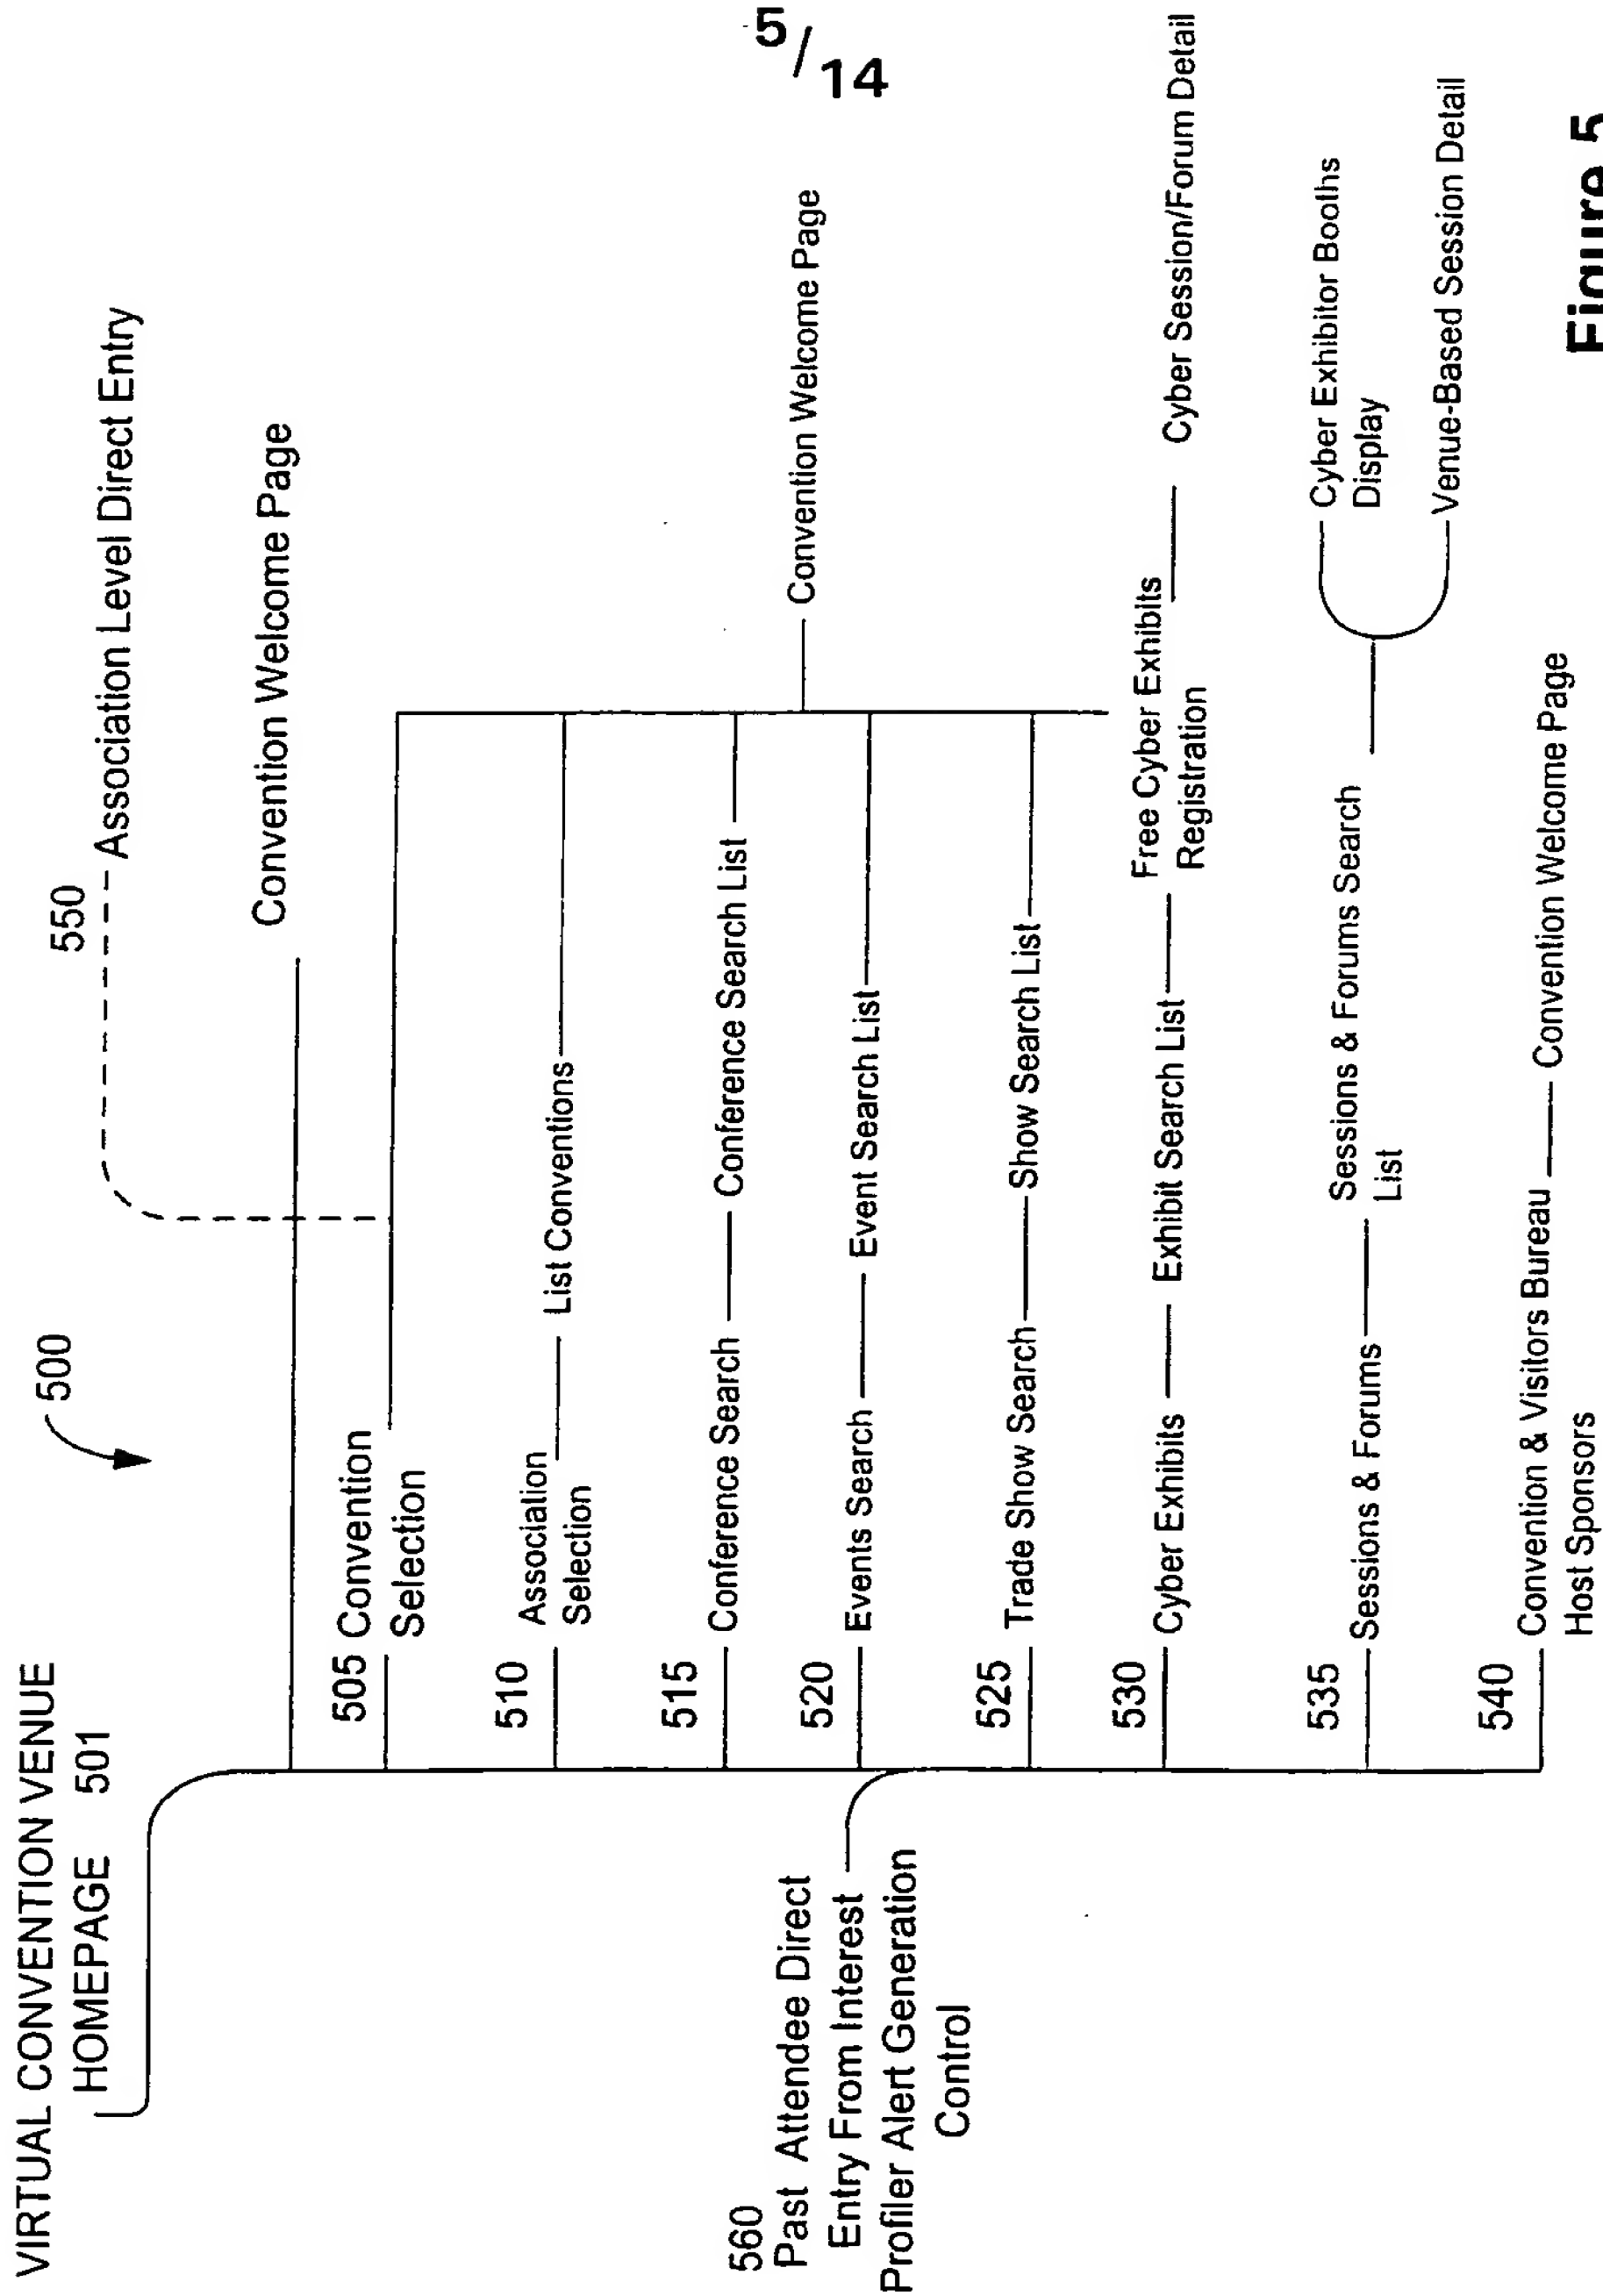 5/14
VIRTUAL CONVENTION VENUE
HOMEPAGE 501
500
550
Association Level Direct Entry
Convention Welcome Page
505 Convention
Selection
510
Association
Selection
List Conventions
515
Conference Search
Conference Search List
Convention Welcome Page
560
Past Attendee Direct
Entry From Interest
Profiler Alert Generation
Control
520
Events Search
Event Search List
525
Trade Show Search
Show Search List
530
Cyber Exhibits
Exhibit Search List
Free Cyber Exhibits
Registration
Cyber Session/Forum Detail
535
Sessions & Forums
Sessions & Forums Search
List
Cyber Exhibitor Booths
Display
Venue-Based Session Detail
540
Convention & Visitors Bureau
Host Sponsors
Convention Welcome Page
Figure 5